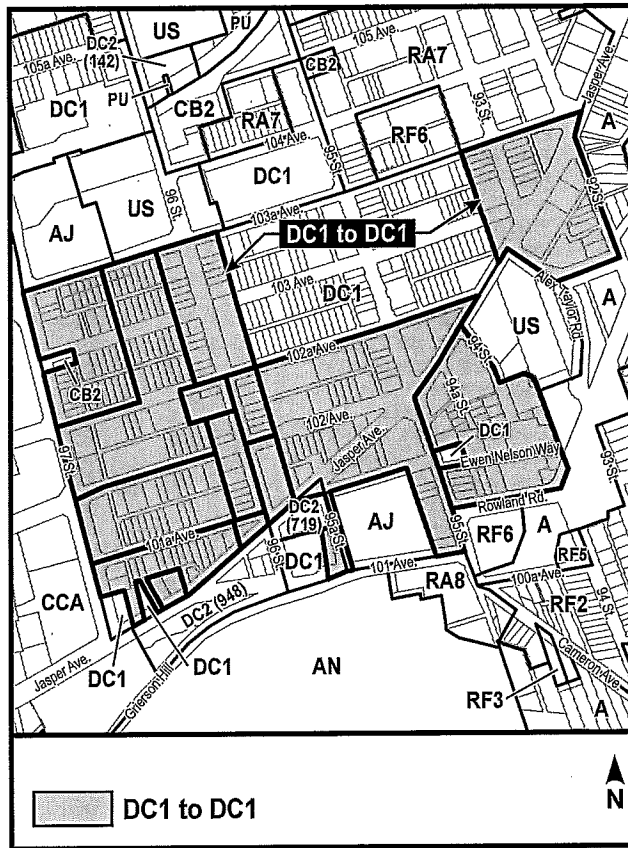 DC2
(142)
US
PU
105a Ave.
DC1
PU
CB2
RA7
CB2
105 Ave.
RA7
93 St.
Jasper Ave.
A
104 Ave.
95 St.
RF6
AJ
US
96 St.
DC1
103a Ave.
92 St.
DC1 to DC1
103 Ave.
DC1
Alex Taylor Rd
US
A
94 St.
CB2
102a Ave.
97 St.
94a St.
DC1
102 Ave.
Jasper Ave.
Ewen Nelson Way
93 St.
Rowland Rd.
DC2
(719)
101a Ave.
96 St.
DC1
95a St.
AJ
95 St.
RF6
A
RF5
101 Ave.
CCA
DC2 (948)
RA8
100a Ave.
RF2
94 St.
Jasper Ave.
DC1
DC1
Grierson Hill
AN
RF3
Cameron Ave
A
DC1 to DC1
N